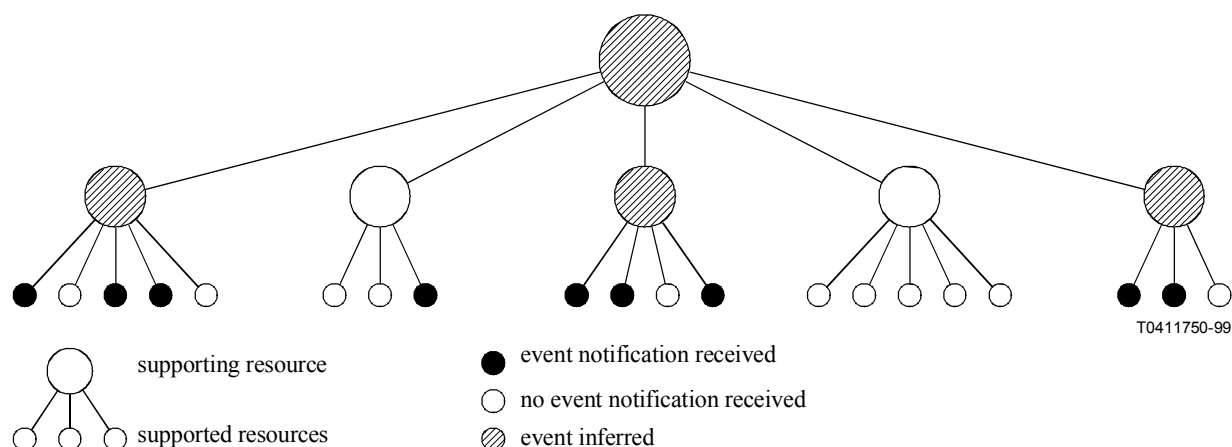 T0411750-99
supporting resource
supported resources
event notification received
no event notification received
event inferred